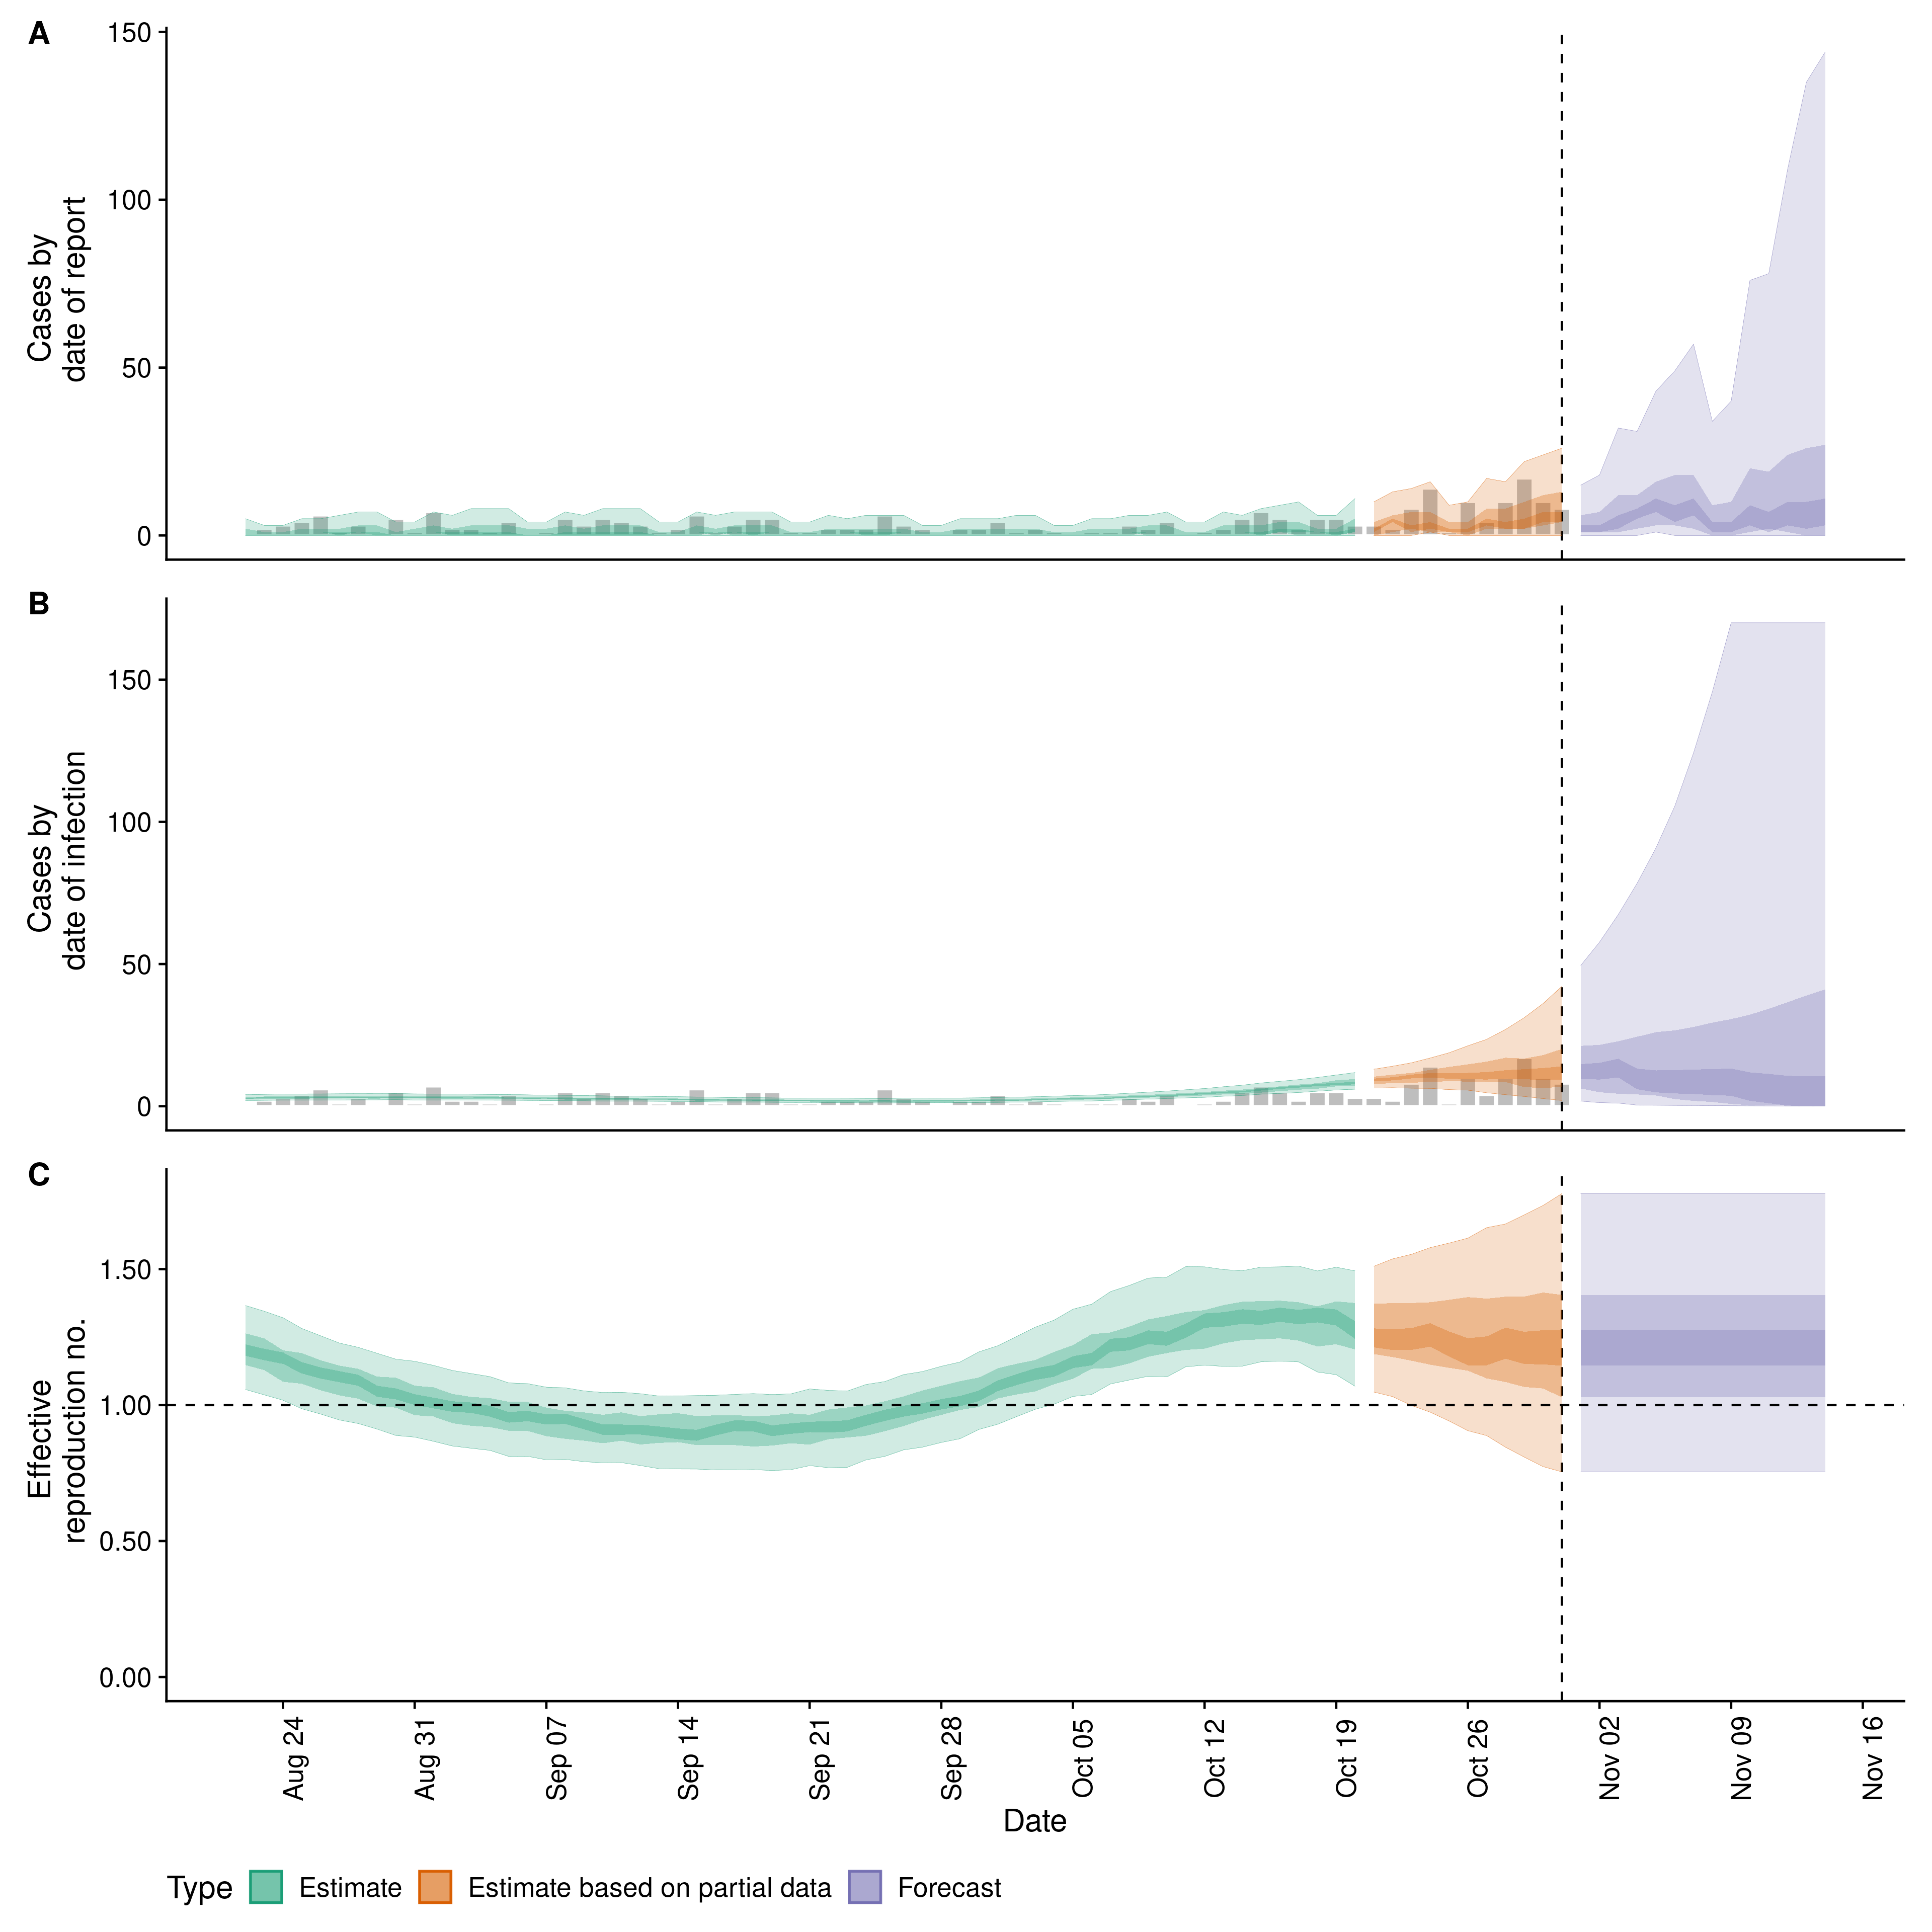 A
150
100
50
0
Cases by
date of report
B
150
100
50
0
Cases by
date of infection
C
1.50
1.00
0.50
0.00
Effective
reproduction no.
Aug 24
Aug 31
Sep 07
Sep 14
Sep 21
Sep 28
Oct 05
Oct 12
Oct 19
Oct 26
Nov 02
Nov 09
Nov 16
Date
Type Estimate Estimate based on partial data Forecast